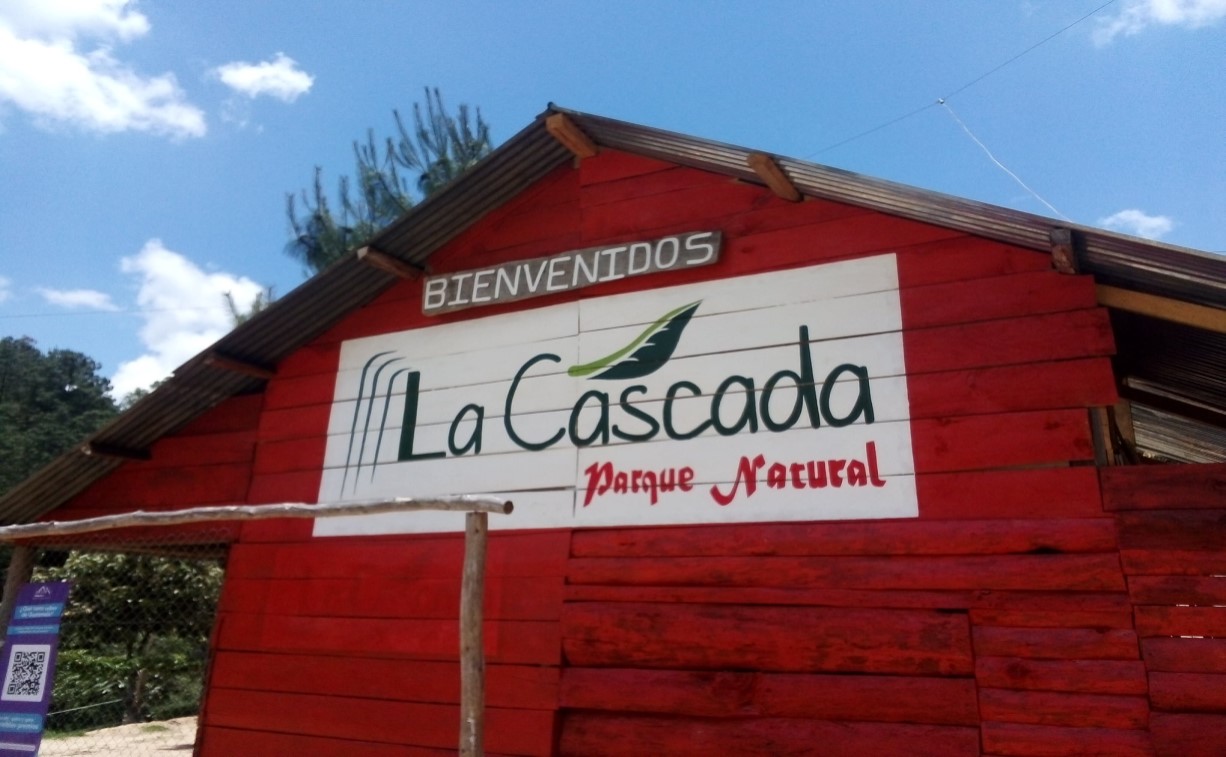 BIENVENIDOS
La Cascada
Parque Natural